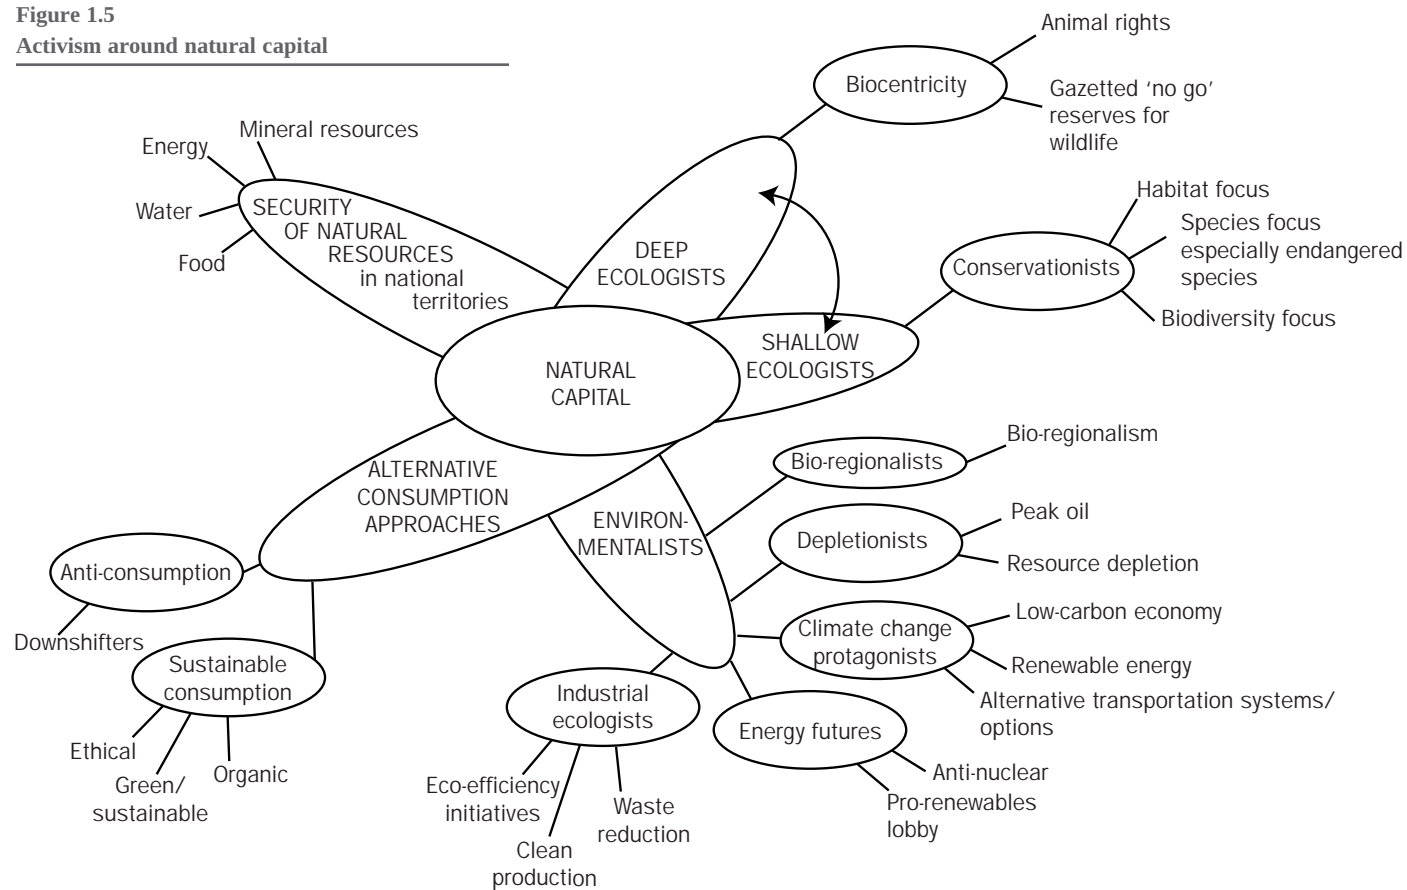 Figure 1.5
Activism around natural capital
Animal rights
Biocentricity
Gazetted ‘no go’
reserves for
wildlife
Mineral resources
Energy
Water
Food
SECURITY
OF NATURAL
RESOURCES
in national
territories
DEEP
ECOLOGISTS
Habitat focus
Species focus
especially endangered
species
Conservationists
Biodiversity focus
SHALLOW
ECOLOGISTS
NATURAL
CAPITAL
ALTERNATIVE
CONSUMPTION
APPROACHES
ENVIRON-
MENTALISTS
Bio-regionalists
Bio-regionalism
Depletionists
Peak oil
Resource depletion
Climate change
protagonists
Low-carbon economy
Renewable energy
Alternative transportation systems/
options
Energy futures
Anti-nuclear
Pro-renewables
lobby
Industrial
ecologists
Eco-efficiency
initiatives
Clean
production
Waste
reduction
Anti-consumption
Downshifters
Sustainable
consumption
Ethical
Green/
sustainable
Organic